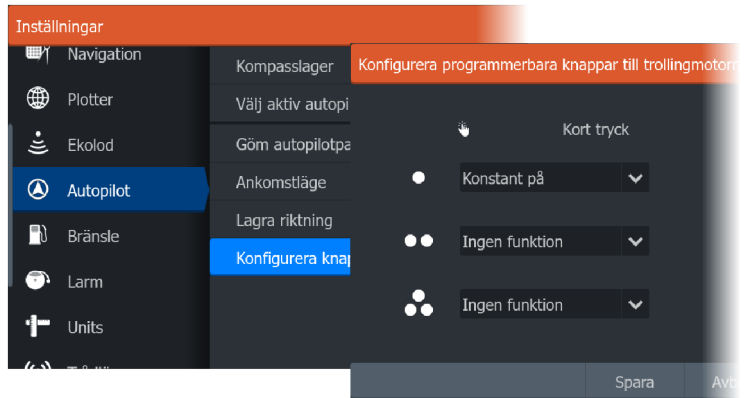 Inställningar
Navigation
Plotter
Ekolod
Autopilot
Bränsle
Larm
Units
Kompasslager
Välj aktiv autopi
Göm autopilotpa
Ankomstläge
Lagra riktning
Konfigurera knap
Konfigurera programmerbara knappar till trollingmotorn
Kort tryck
Konstant på
Ingen funktion
Ingen funktion
Spara
Avb